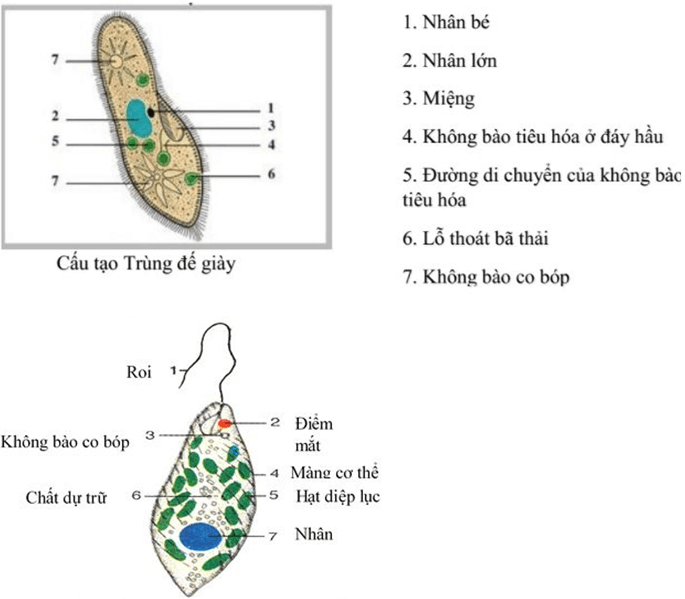 7
2
5
7
1
3
4
6
Cấu tạo Trùng đế giày
1. Nhân bé
2. Nhân lớn
3. Miệng
4. Không bào tiêu hóa ở đáy hầu
5. Đường di chuyển của không bào
tiêu hóa
6. Lỗ thoát bã thải
7. Không bào co bóp
Roi 1
2 Điểm
mắt
Không bào co bóp 3
4 Màng cơ thể
Chất dự trữ 6
5 Hạt diệp lục
7 Nhân